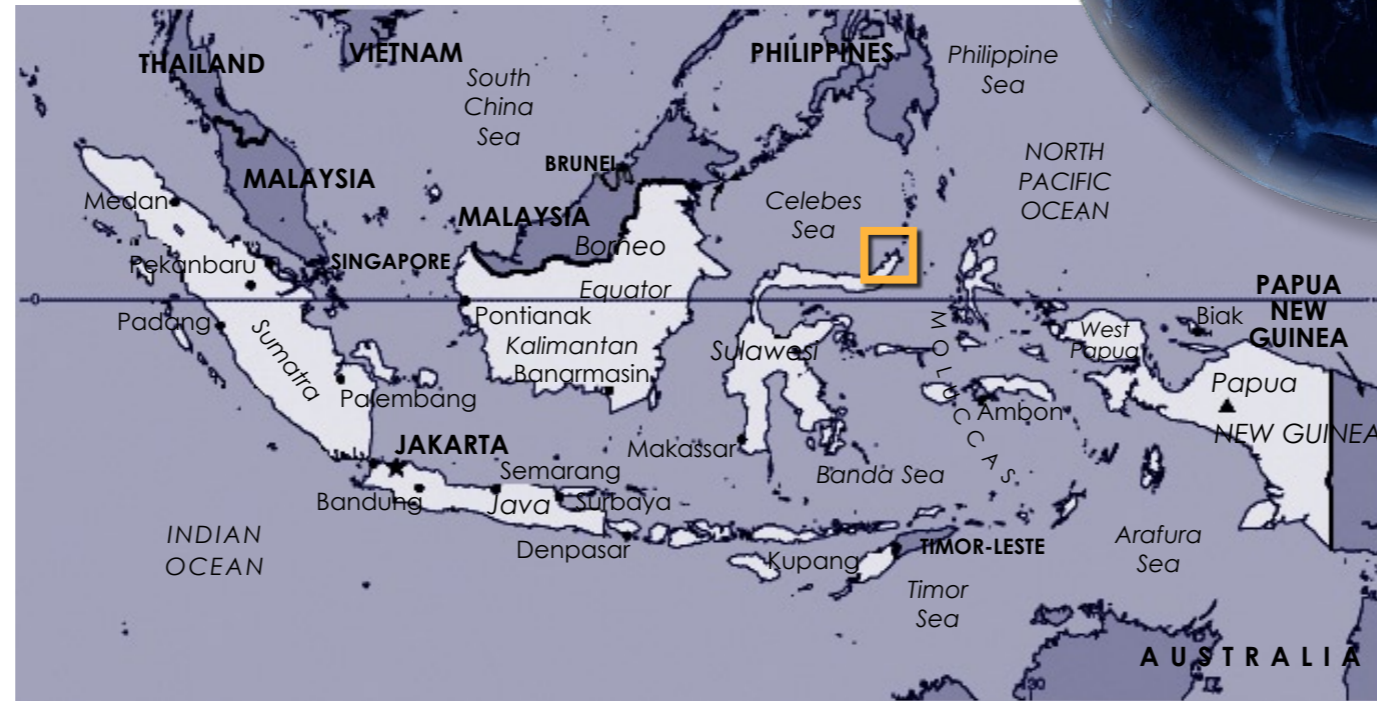 THAILAND
VIETNAM
South
China
Sea
PHILIPPINES
Philippine
Sea
NORTH
PACIFIC
OCEAN
BRUNEI
MALAYSIA
Medan
MALAYSIA
Celebes
Sea
Borneo
Pekanbaru
SINGAPORE
Equator
PAPUA
NEW
GUINEA
0
Padang
Sumatra
Pontianak
Kalimantan
Banarmasin
Sulawesi
MOLUCCAS
West
Papua
Biak
Papua
Palembang
Ambon
NEW GUINEA
JAKARTA
Makassar
Semarang
Banda Sea
Bandung
Java
Surbaya
INDIAN
OCEAN
Denpasar
Kupang
TIMOR-LESTE
Arafura
Sea
Timor
Sea
AUSTRALIA